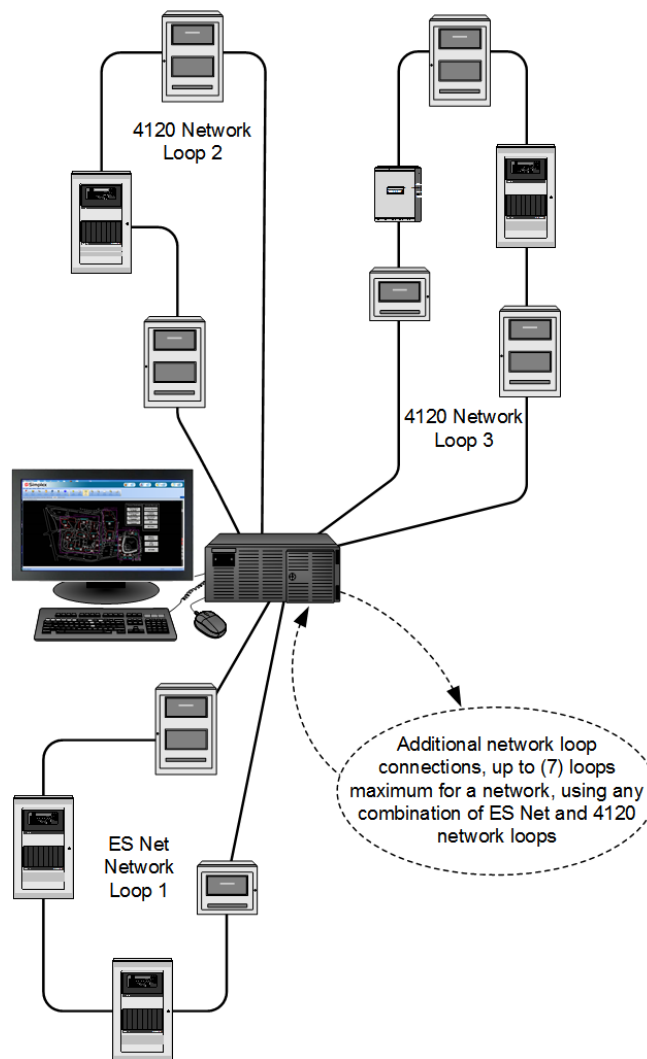 4120 Network
Loop 2
4120 Network
Loop 3
Simplex
Additional network loop
connections, up to (7) loops
maximum for a network, using any
combination of ES Net and 4120
network loops
ES Net
Network
Loop 1